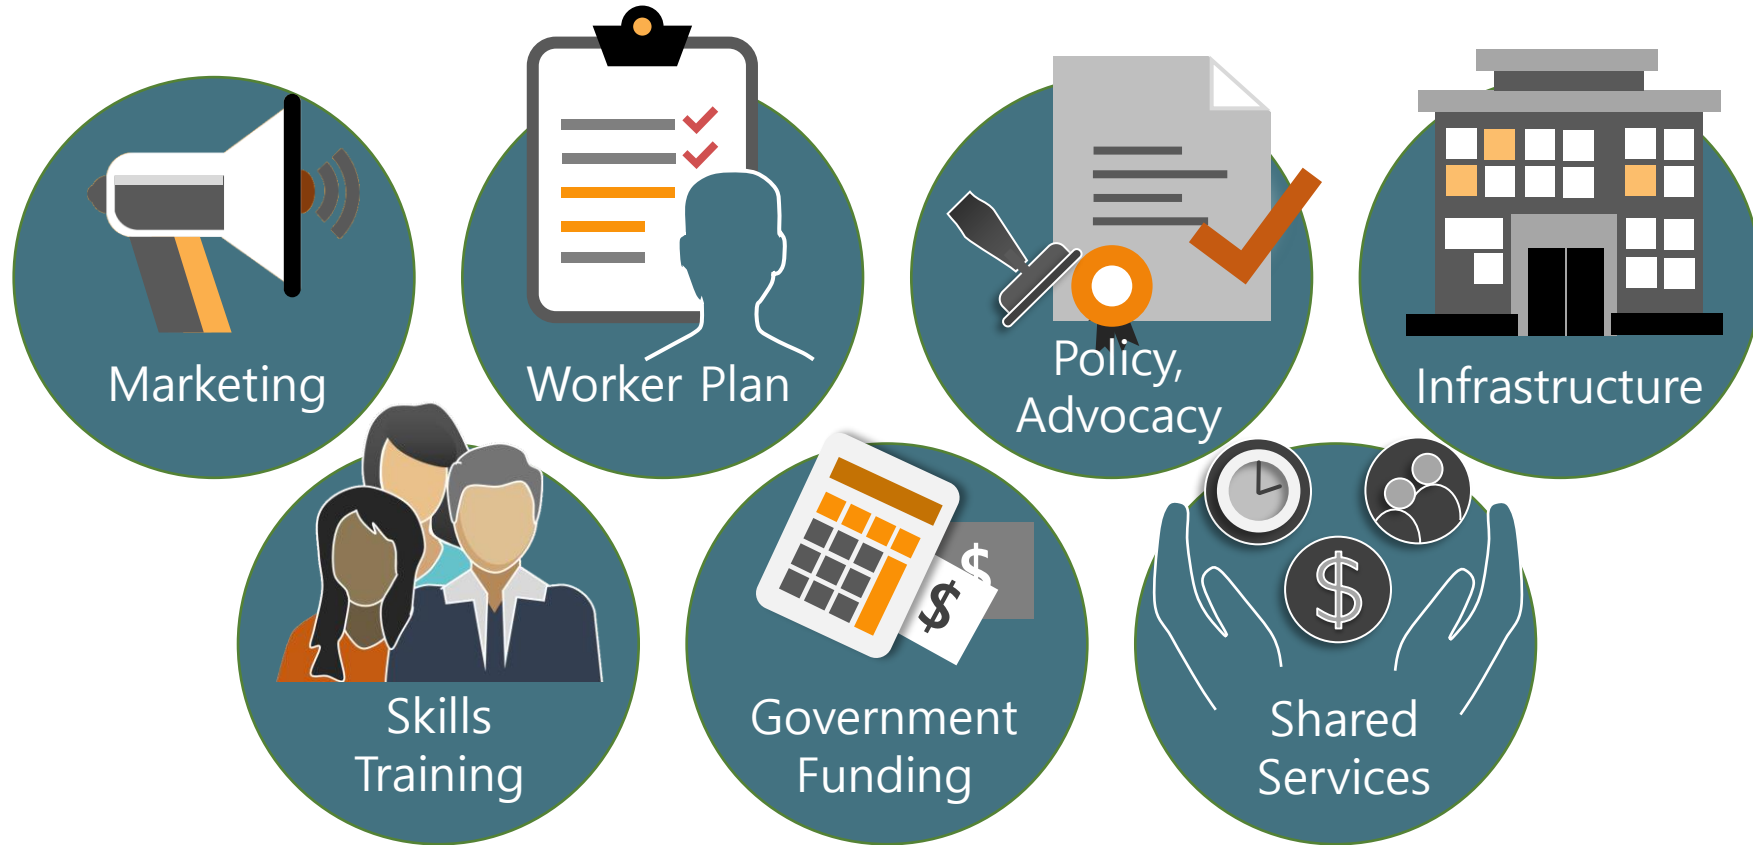 Marketing
Worker Plan
Policy,
Advocacy
Infrastructure
Skills
Training
$
$
Government
Funding
$
Shared
Services